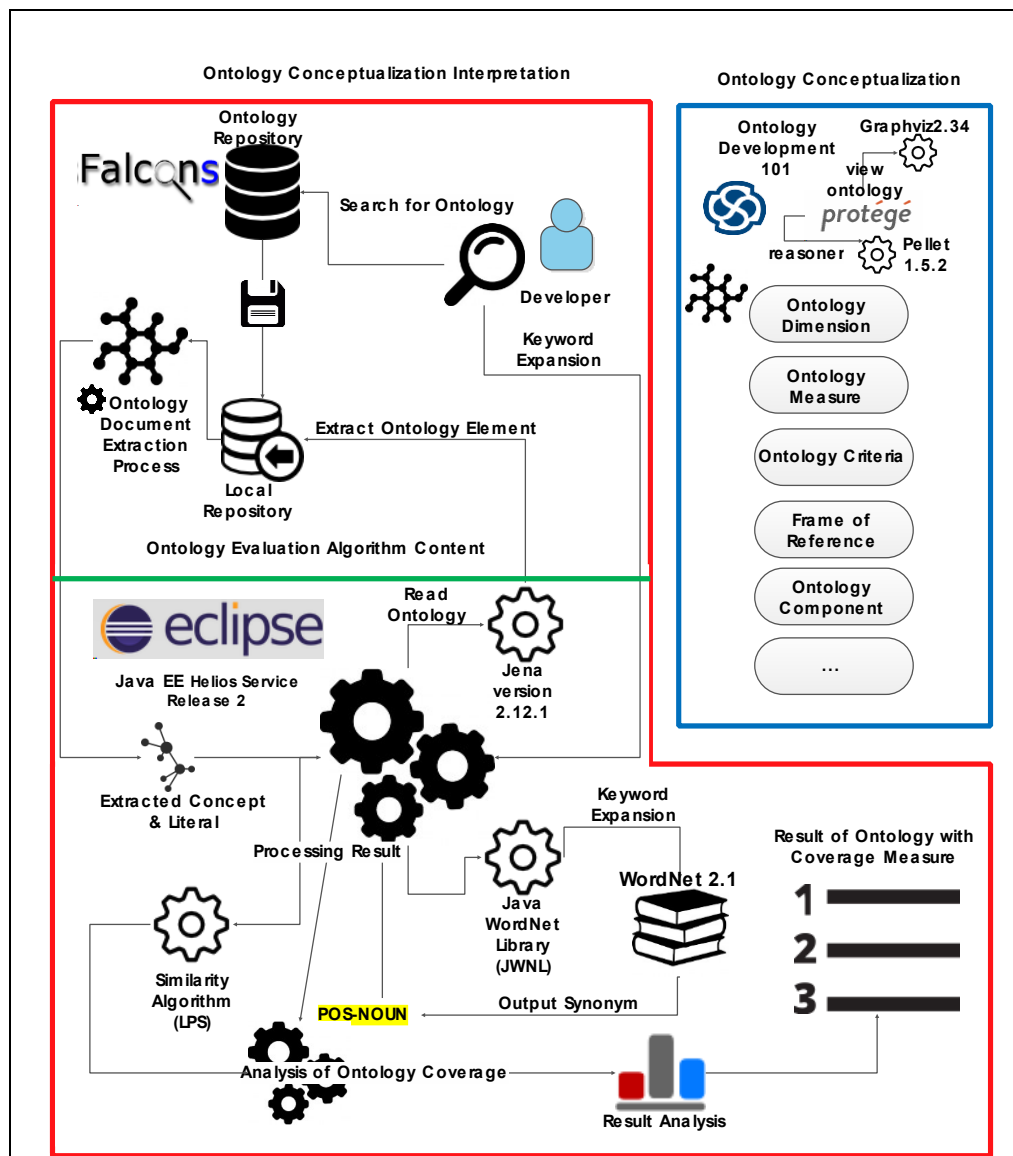 Ontology Conceptualization Interpretation
Ontology Conceptualization
Ontology
Repository
Falcons
Search for Ontology
Developer
Keyword
Expansion
Ontology
Document
Extraction
Process
Extract Ontology Element
Local
Repository
Ontology Evaluation Algorithm Content
Ontology
Development
101
Graphviz2.34
view
ontology
protégé
reasoner
Pellet
1.5.2
Ontology
Dimension
Ontology
Measure
Ontology Criteria
Frame of
Reference
Ontology
Component
...
eclipse
Java EE Helios Service
Release 2
Read
Ontology
Jena
version
2.12.1
Extracted Concept
& Literal
Processing Result
Keyword
Expansion
Java
WordNet
Library
(JWNL)
WordNet 2.1
Result of Ontology with
Coverage Measure
1
2
3
Similarity
Algorithm
(LPS)
POS-NOUN
Output Synonym
Analysis of Ontology Coverage
Result Analysis